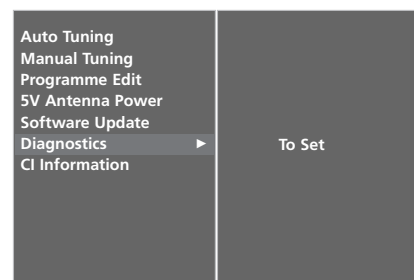 Auto Tuning
Manual Tuning
Programme Edit
5V Antenna Power
Software Update
Diagnostics ►
To Set
CI Information